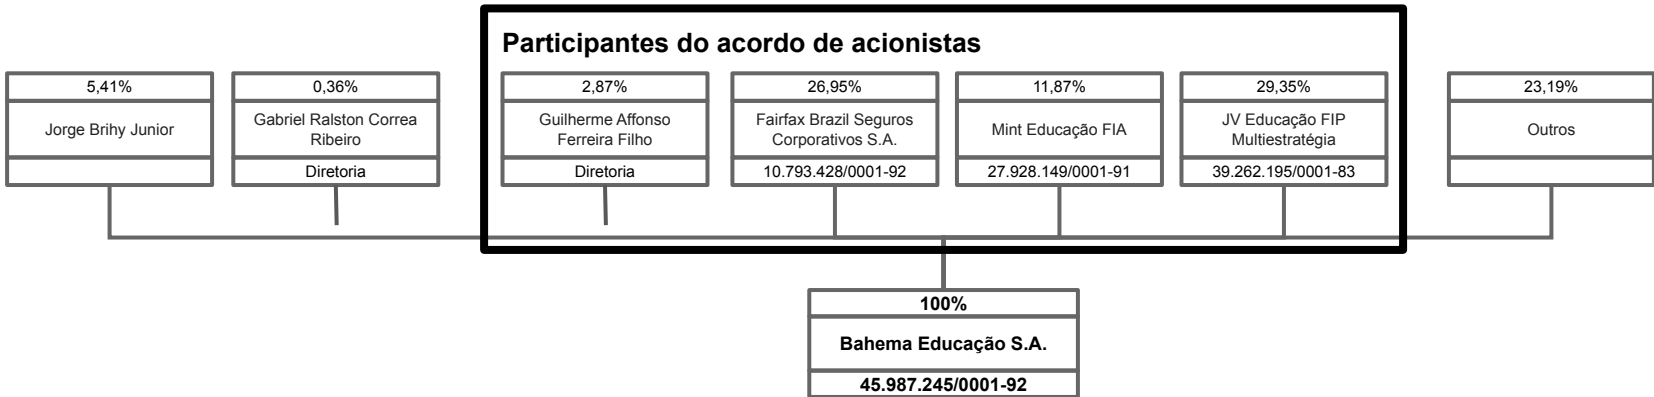 Participantes do acordo de acionistas
5,41%
Jorge Brihy Junior
0,36%
Gabriel Ralston Correa
Ribeiro
Diretoria
2,87%
Guilherme Affonso
Ferreira Filho
Diretoria
26,95%
Fairfax Brazil Seguros
Corporativos S.A.
10.793.428/0001-92
11,87%
Mint Educação FIA
27.928.149/0001-91
29,35%
JV Educação FIP
Multiestratégia
39.262.195/0001-83
23,19%
Outros
100%
Bahema Educação S.A.
45.987.245/0001-92